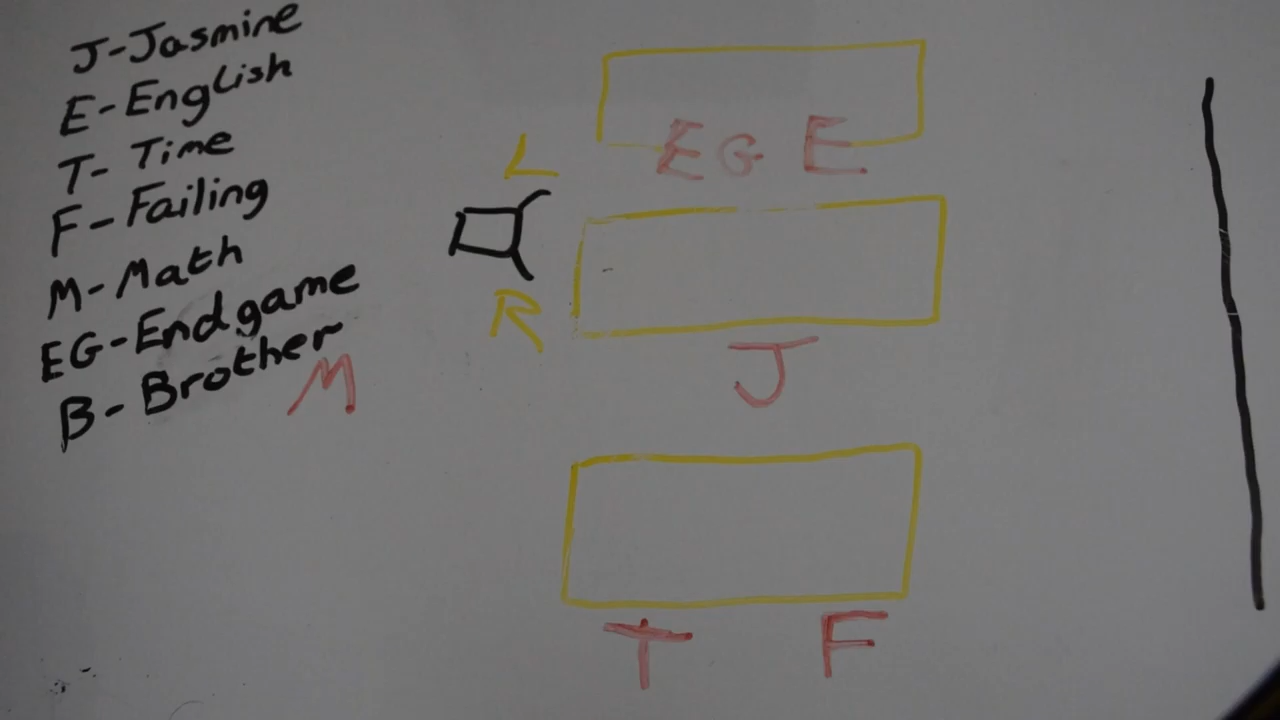 J-Jasmine
E-English
T- Time
F-Failing
M-Math
EG-Endgame
B-Brother
M
L
R
EG E
J
T F